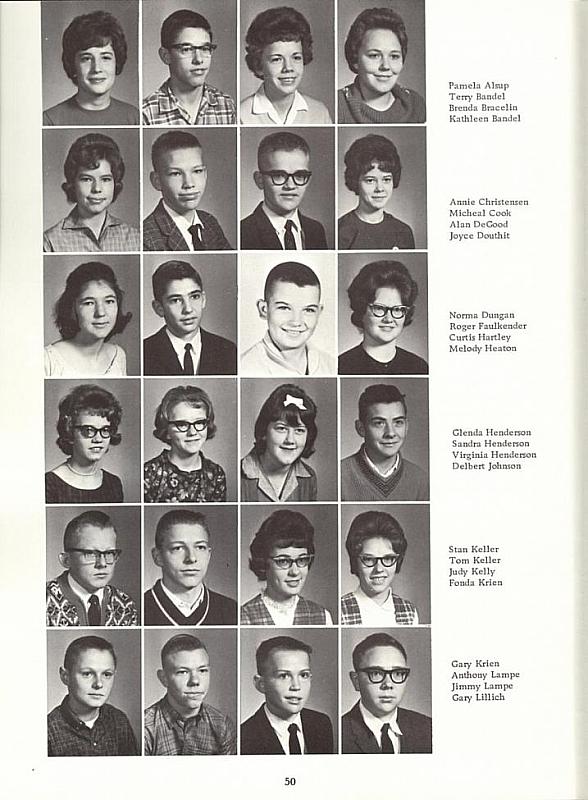 Pamela Alsup
Terry Bandel
Brenda Bracelin
Kathleen Bandel
Annie Christensen
Micheal Cook
Alan DeGood
Joyce Douthit
Norma Dungan
Roger Faulkender
Curtis Hartley
Melody Heaton
Glenda Henderson
Sandra Henderson
Virginia Henderson
Delbert Johnson
Stan Keller
Tom Keller
Judy Kelly
Fonda Krien
Gary Krien
Anthony Lampe
Jimmy Lampe
Gary Lillich
50